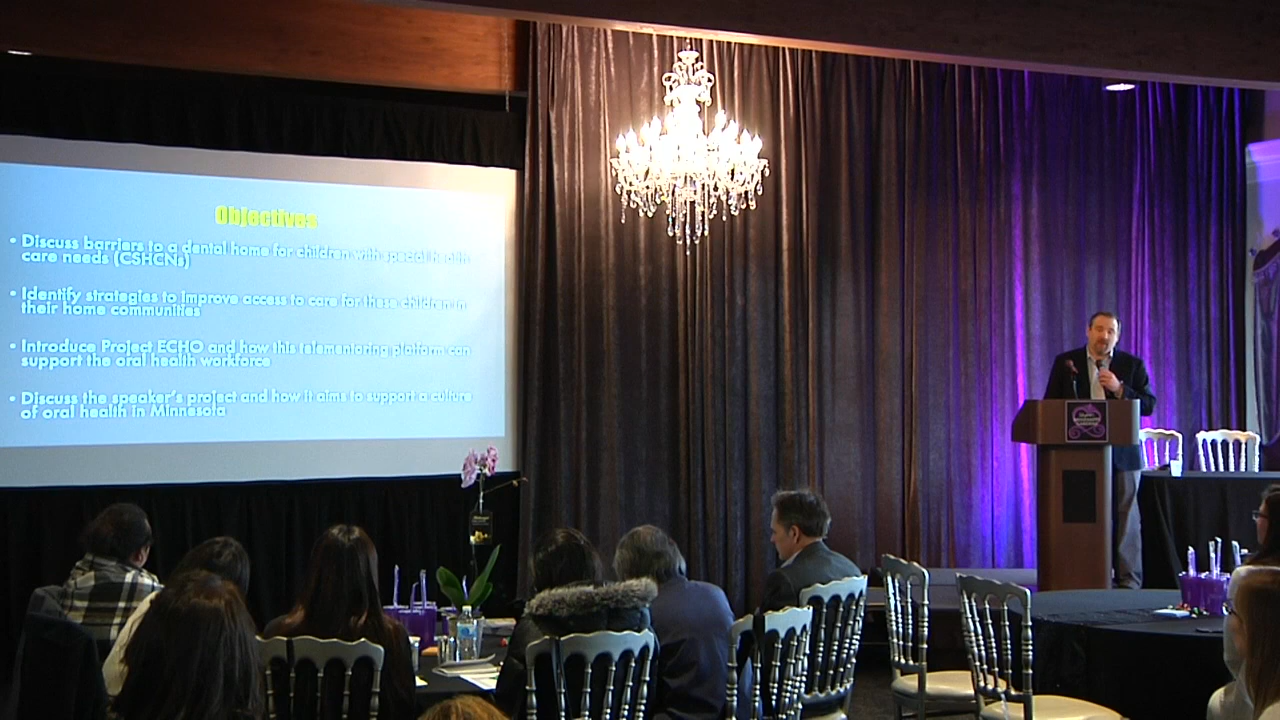 Objectives
• Discuss barriers to a dental home for children with special health
care needs (CSHCNs)
• Identify strategies to improve access to care for these children in
their home communities
• Introduce Project ECHO and how this telementoring platform can
support the oral health workforce
• Discuss the speaker's project and how it aims to support a culture
of oral health in Minnesota